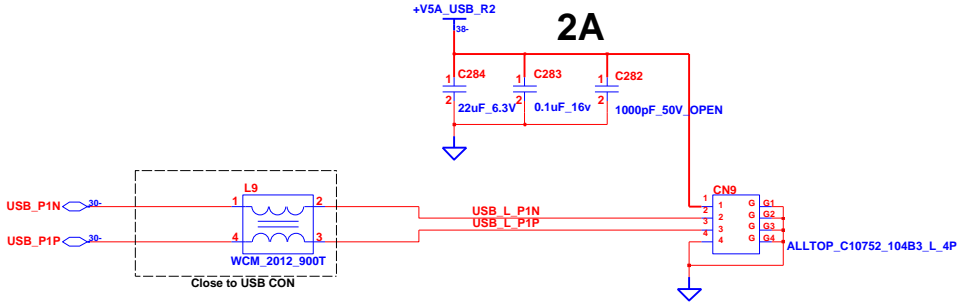 +V5A_USB_R2
38-
2A
1
C284
2
22uF_6.3V
1
C283
2
0.1uF_16v
1
C282
2
1000pF_50V_OPEN
L9
USB_P1N
30-
1
2
USB_L_P1N
USB_P1P
30-
4
3
USB_L_P1P
WCM_2012_900T
Close to USB CON
CN9
1
1
G
G1
2
2
G
G2
3
3
G
G3
4
4
G
G4
ALLTOP_C10752_104B3_L_4P